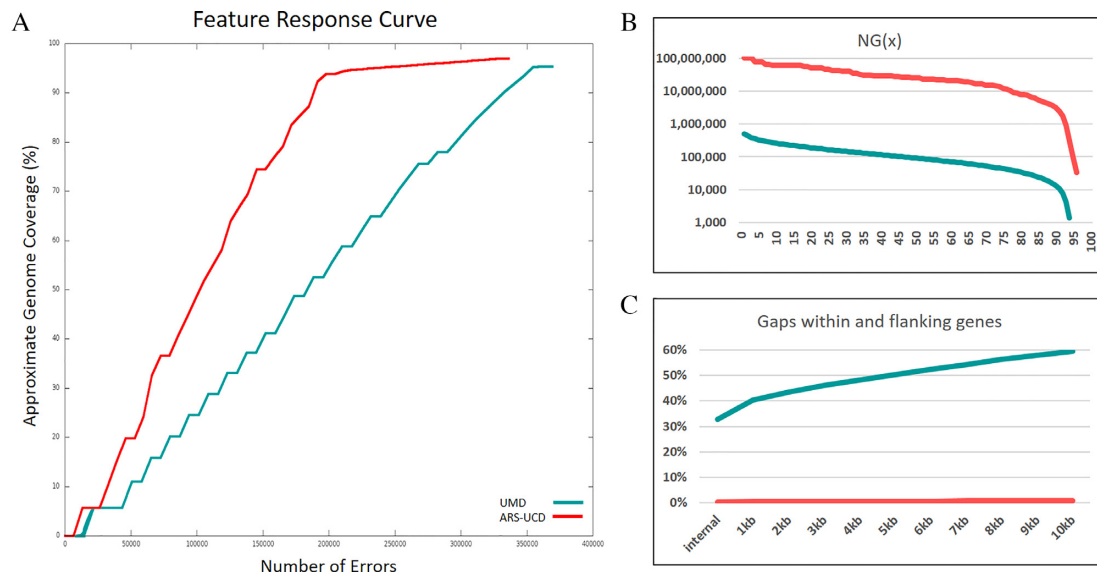 A
Feature Response Curve
Approximate Genome Coverage (%)
100
90
80
70
60
50
40
30
20
10
0
0 50000 100000 150000 200000 250000 300000 350000 400000
Number of Errors
UMD
ARS-UCD
B
NG(x)
100,000,000
10,000,000
1,000,000
100,000
10,000
1,000
0 5 10 15 20 25 30 35 40 45 50 55 60 65 70 75 80 85 90 95 100
C
Gaps within and flanking genes
60%
50%
40%
30%
20%
10%
0%
internal 1kb 2kb 3kb 4kb 5kb 6kb 7kb 8kb 9kb 10kb